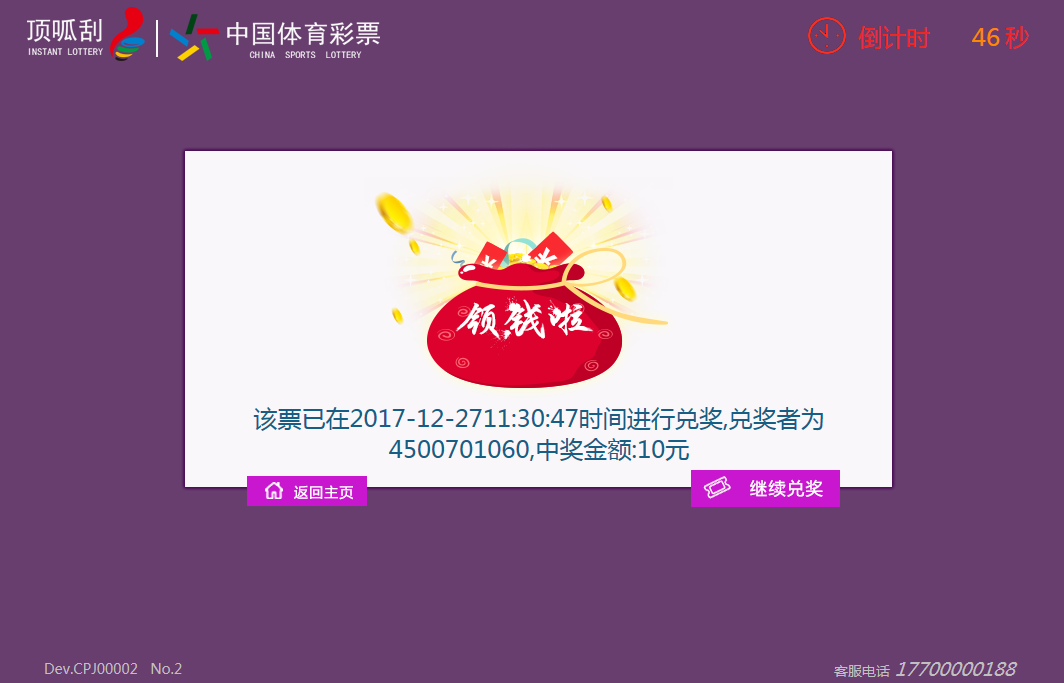 顶呱刮
INSTANT LOTTERY
中国体育彩票
CHINA SPORTS LOTTERY
倒计时 46 秒
领钱啦
该票已在2017-12-2711:30:47时间进行兑奖,兑奖者为
4500701060,中奖金额:10元
返回主页
继续兑奖
Dev.CPJ00002 No.2
客服电话 17700000188